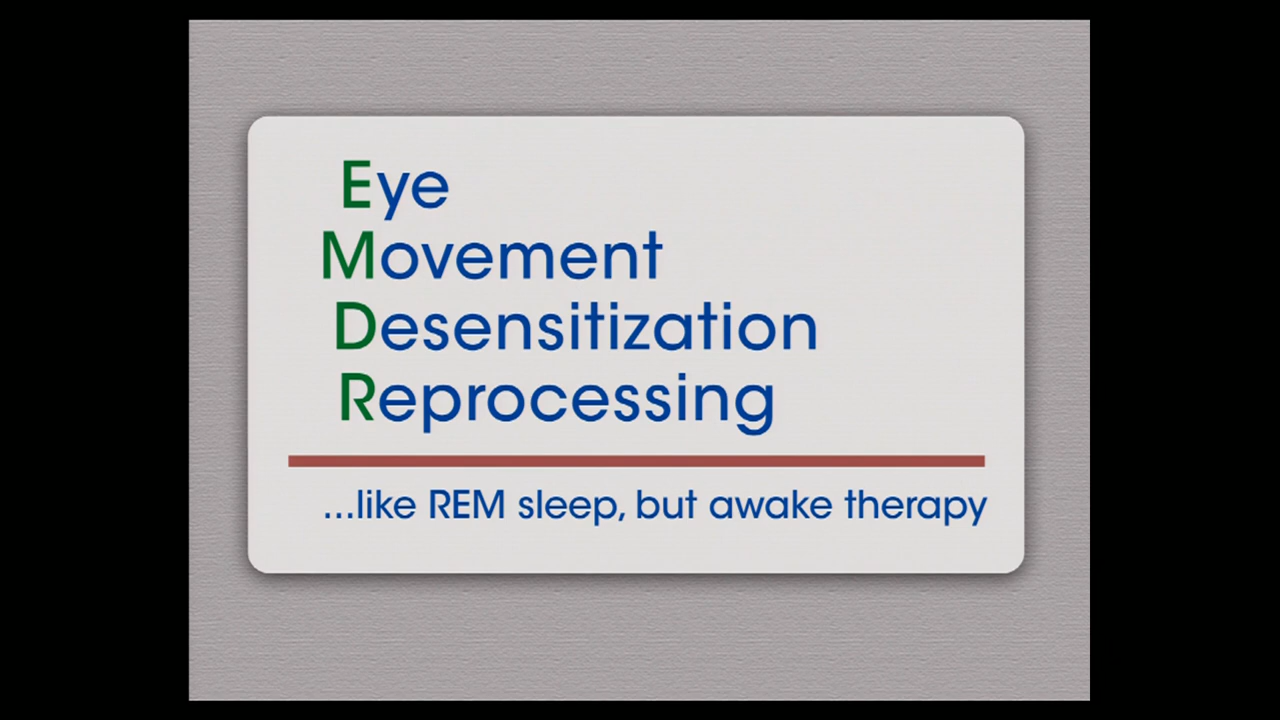 Eye
Movement
Desensitization
Reprocessing
...like REM sleep, but awake therapy